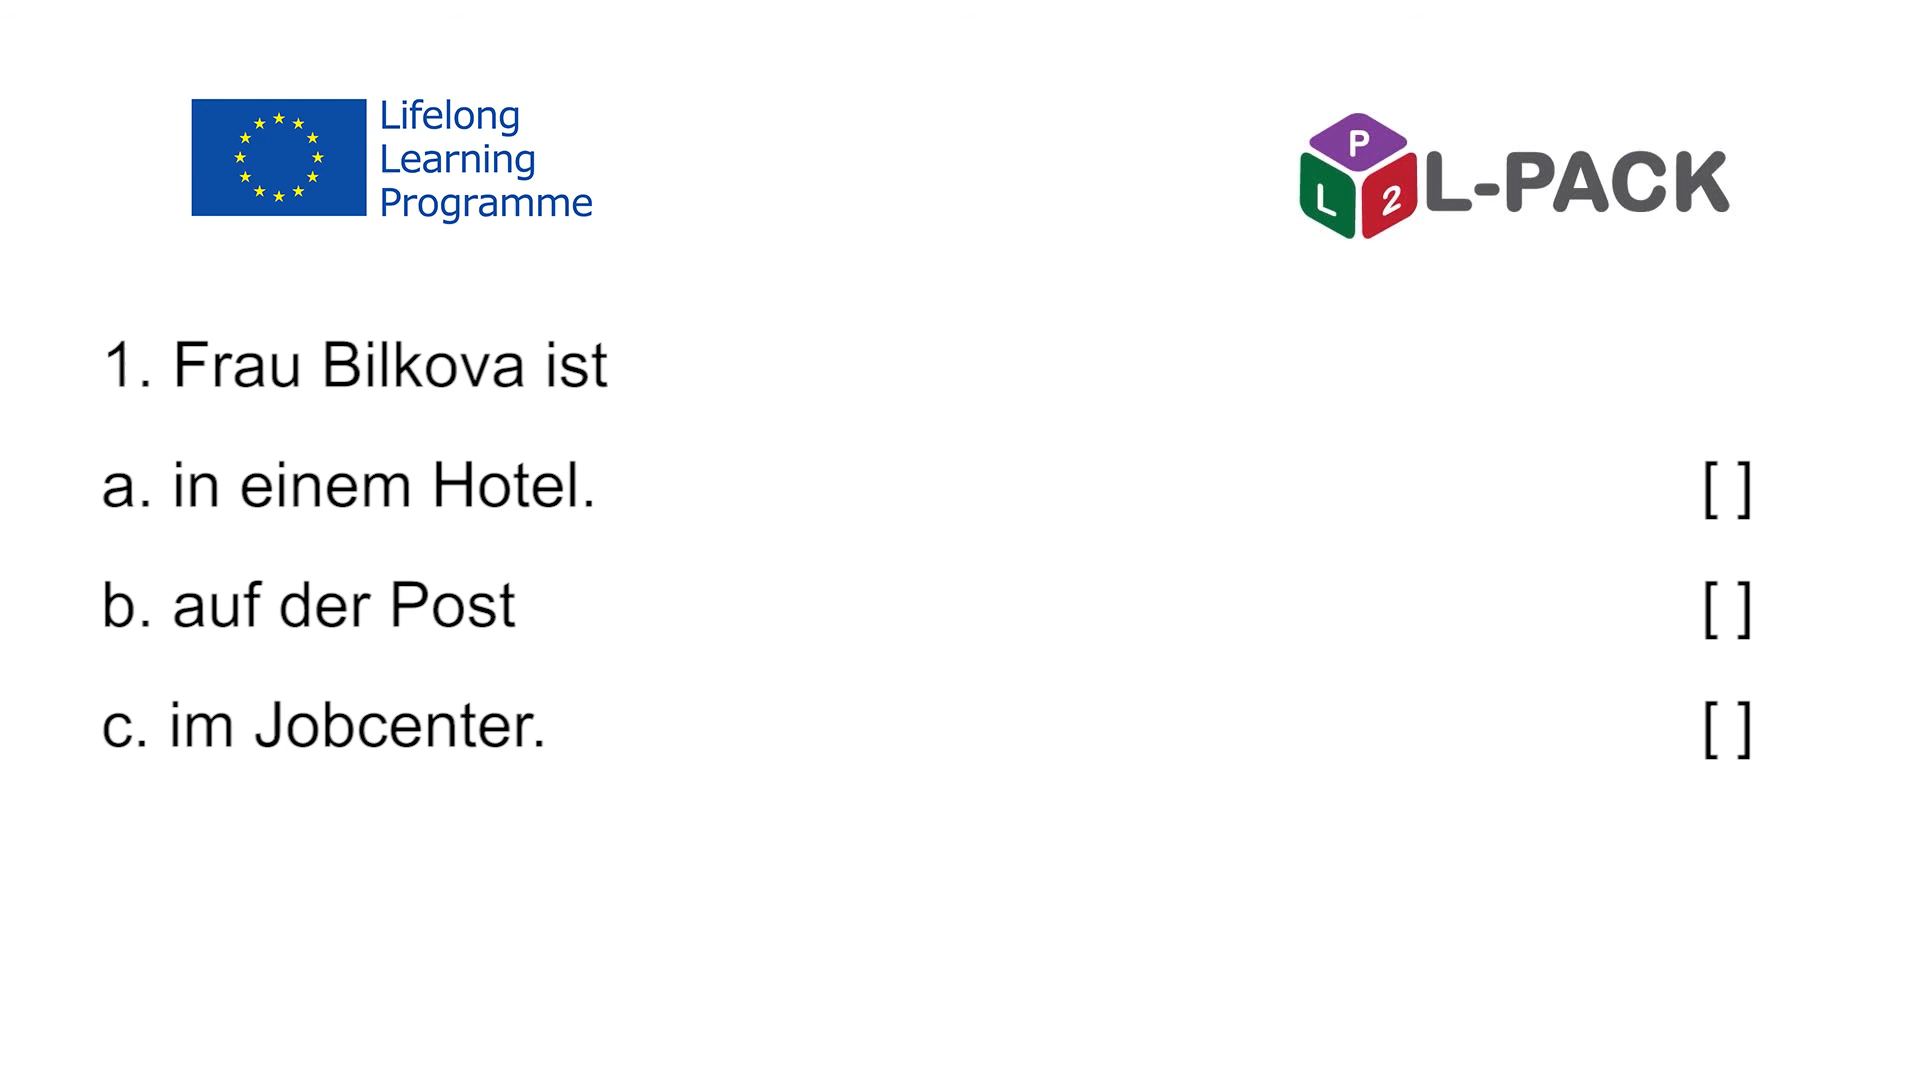 Lifelong
Learning
Programme
P
L
2
L-PACK
1. Frau Bilkova ist
a. in einem Hotel. [ ]
b. auf der Post [ ]
c. im Jobcenter. [ ]